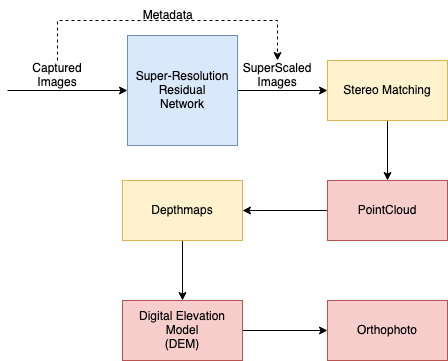 Metadata
Captured
Images
Super-Resolution
Residual
Network
SuperScaled
Images
Stereo Matching
Depthmaps
PointCloud
Digital Elevation
Model
(DEM)
Orthophoto